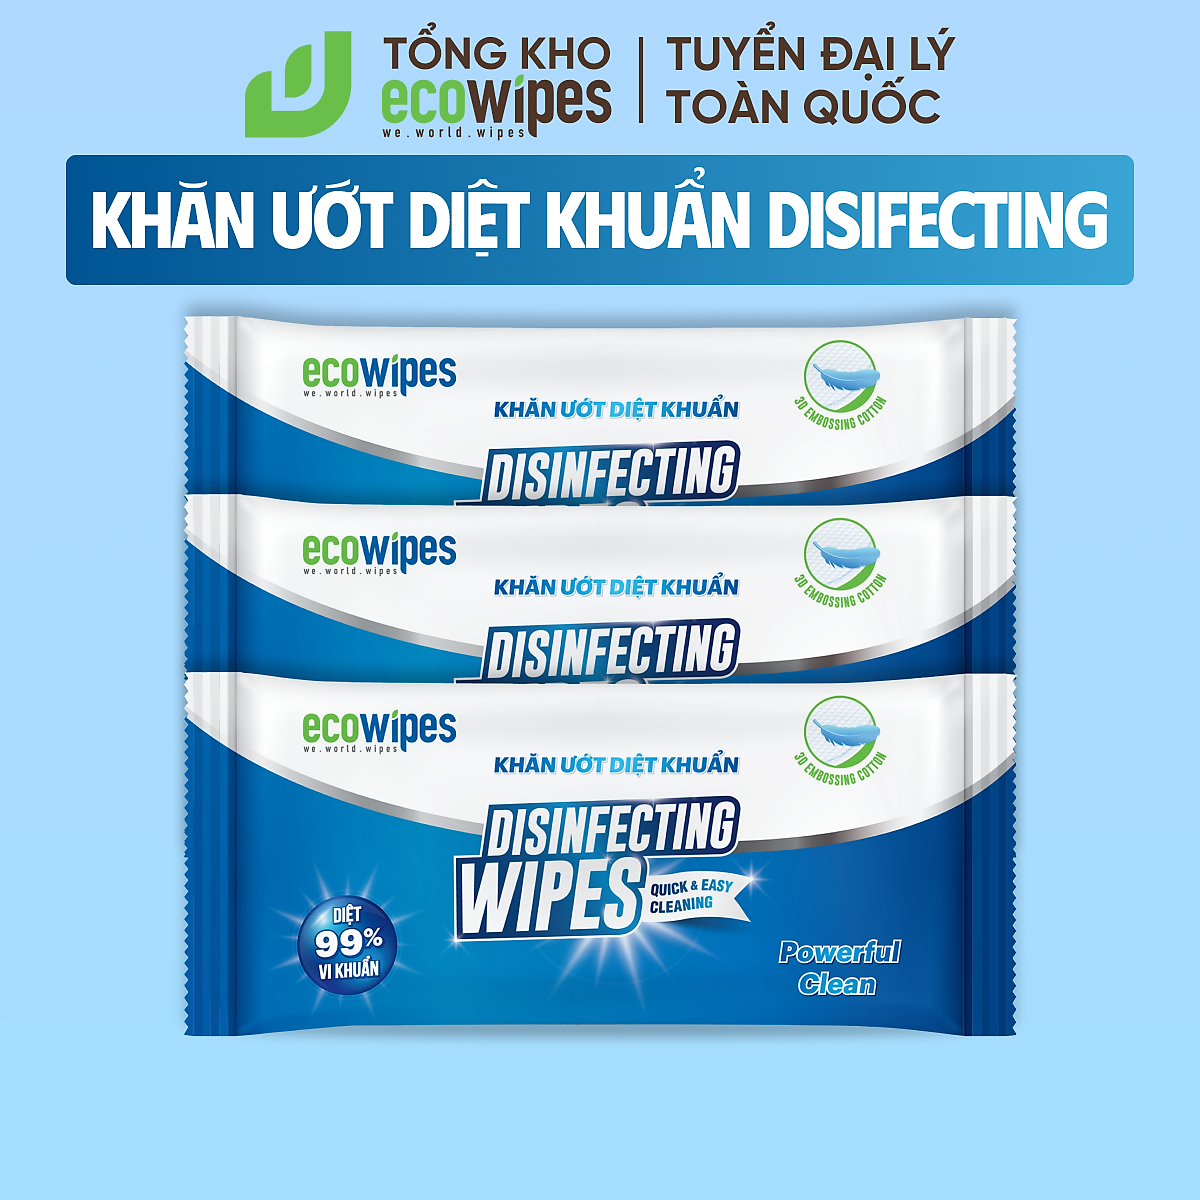 TỔNG KHO
ecowipes
we.world.wipes
TUYỂN ĐẠI LÝ
TOÀN QUỐC
KHĂN ƯỚT DIỆT KHUẨN DISIFECTING
ecowipes
we.world.wipes
KHĂN ƯỚT DIỆT KHUẨN
3D EMBOSSING COTTON
DISINFECTING
ecowipes
we.world.wipes
KHĂN ƯỚT DIỆT KHUẨN
3D EMBOSSING COTTON
DISINFECTING
ecowipes
we.world.wipes
KHĂN ƯỚT DIỆT KHUẨN
3D EMBOSSING COTTON
DISINFECTING
WIPES
QUICK & EASY
CLEANING
DIỆT
99%
VI KHUẨN
Powerful
Clean